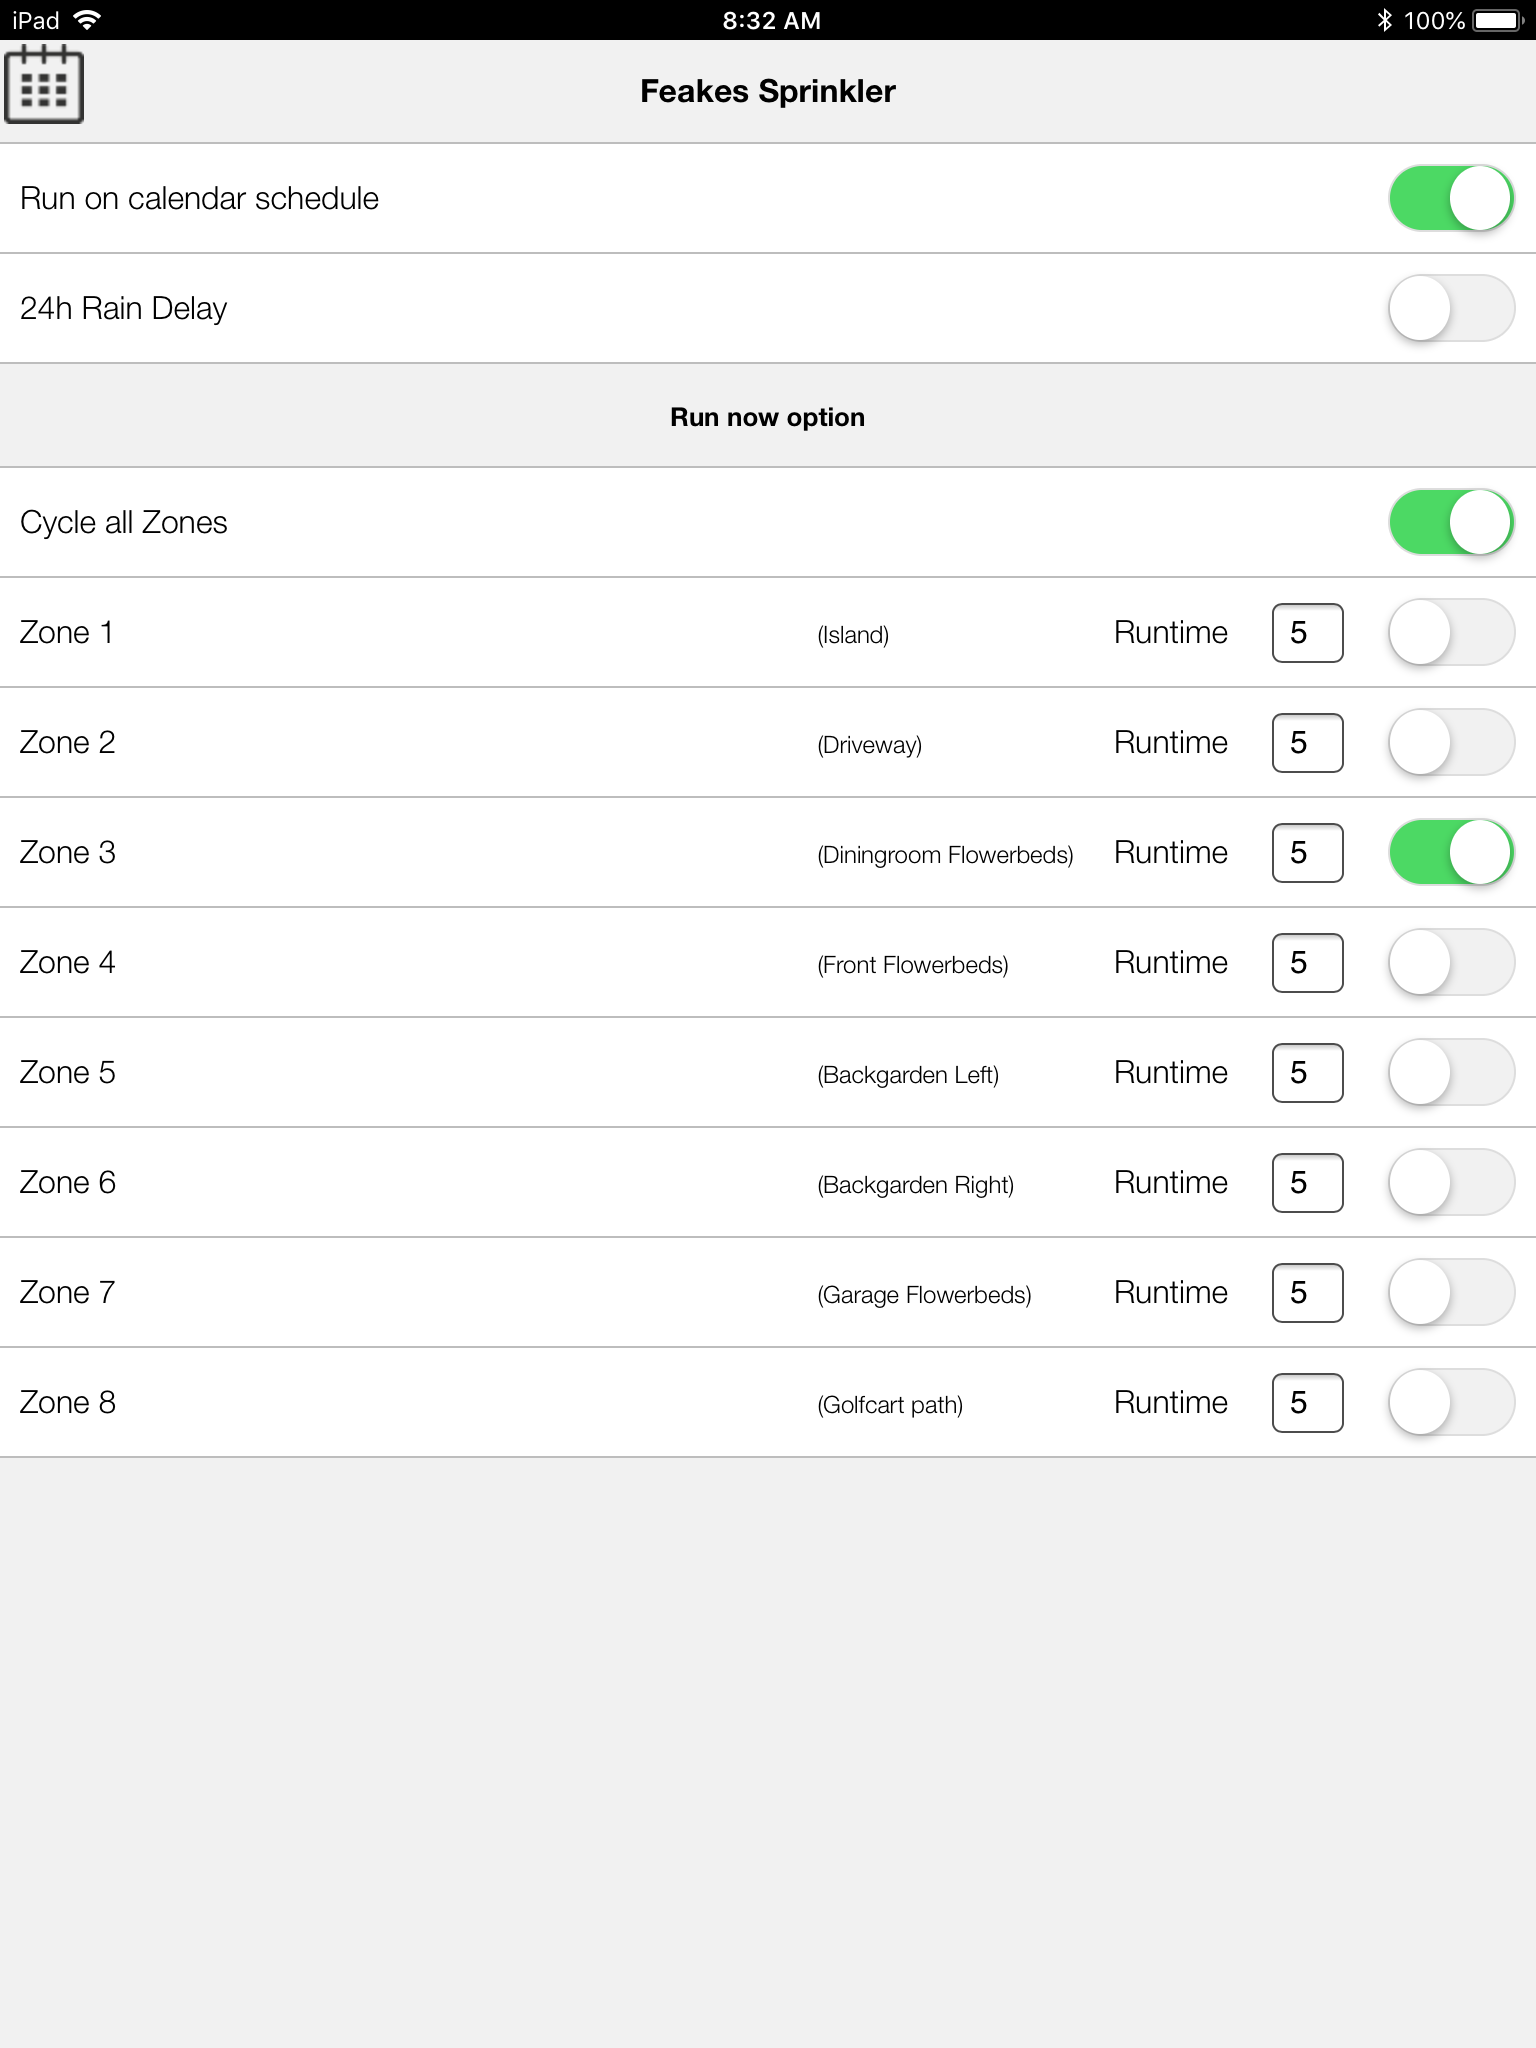 iPad 8:32 AM 100%
Feakes Sprinkler
Run on calendar schedule
24h Rain Delay
Run now option
Cycle all Zones
Zone 1 (Island) Runtime 5
Zone 2 (Driveway) Runtime 5
Zone 3 (Diningroom Flowerbeds) Runtime 5
Zone 4 (Front Flowerbeds) Runtime 5
Zone 5 (Backgarden Left) Runtime 5
Zone 6 (Backgarden Right) Runtime 5
Zone 7 (Garage Flowerbeds) Runtime 5
Zone 8 (Golfcart path) Runtime 5